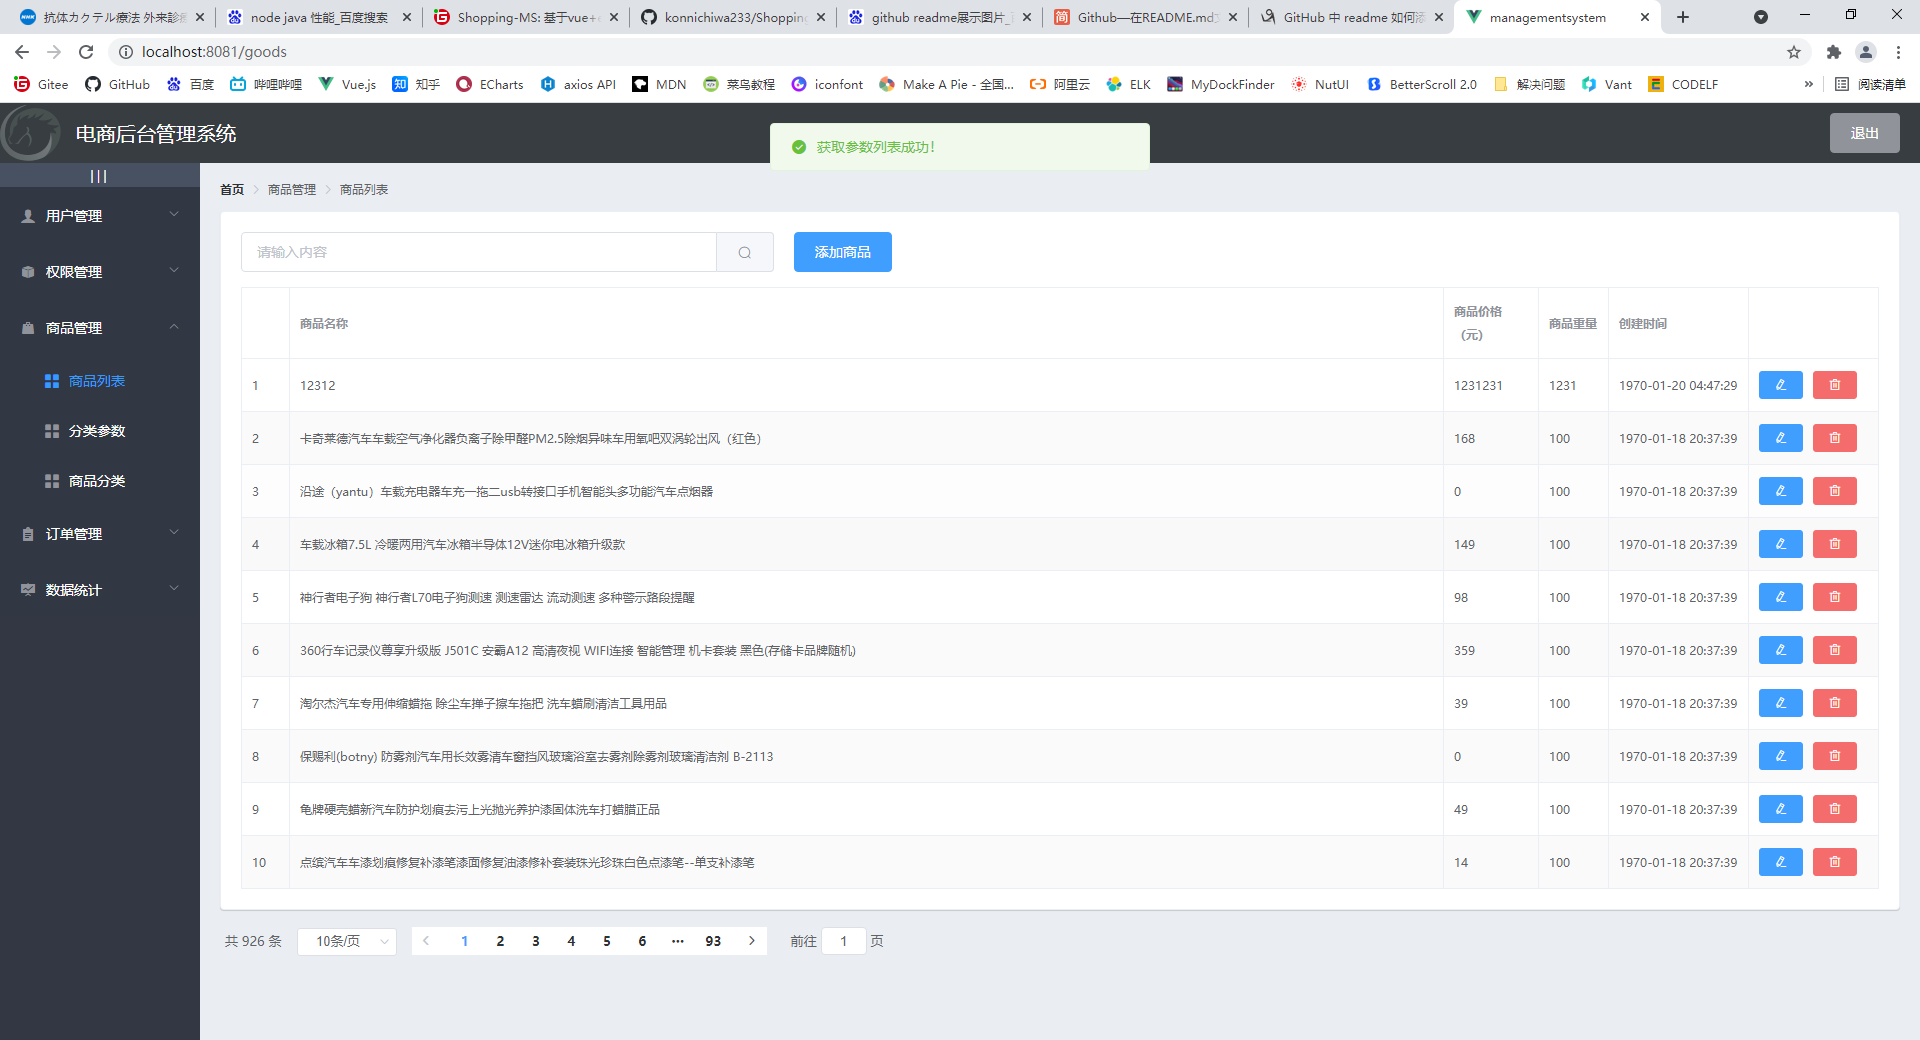 抗体カクテル療法 外来診
node java 性能_百度搜索
Shopping-MS: 基于vue+
konnichiwa233/Shopping
github readme展示图片_
Github—在README.md
GitHub 中 readme 如何添
managementsystem
localhost:8081/goods
Gitee GitHub 百度 哔哩哔哩 Vue.js 知乎 ECharts axios API MDN 菜鸟教程 iconfont Make A Pie - 全国... 阿里云 ELK MyDockFinder NutUI BetterScroll 2.0 解决问题 Vant CODELF » 阅读清单
电商后台管理系统
获取参数列表成功!
退出
|||
首页 商品管理 商品列表
用户管理
权限管理
商品管理
商品列表
分类参数
商品分类
订单管理
数据统计
请输入内容
添加商品
商品名称 商品价格(元) 商品重量 创建时间
1 12312 1231231 1231 1970-01-20 04:47:29
2 卡奇莱德汽车车载空气净化器负离子除甲醛PM2.5除烟异味车用氧吧双涡轮出风（红色） 168 100 1970-01-18 20:37:39
3 沿途（yantu）车载充电器车充一拖二usb转接口手机智能头多功能汽车点烟器 0 100 1970-01-18 20:37:39
4 车载冰箱7.5L 冷暖两用汽车冰箱半导体12V迷你电冰箱升级款 149 100 1970-01-18 20:37:39
5 神行者电子狗 神行者L70电子狗测速 测速雷达 流动测速 多种警示路段提醒 98 100 1970-01-18 20:37:39
6 360行车记录仪尊享升级版 J501C 安霸A12 高清夜视 WIFI连接 智能管理 机卡套装 黑色(存储卡品牌随机) 359 100 1970-01-18 20:37:39
7 淘尔杰汽车专用伸缩蜡拖 除尘车掸子擦车拖把 洗车蜡刷清洁工具用品 39 100 1970-01-18 20:37:39
8 保赐利(botny) 防雾剂汽车用长效雾清车窗挡风玻璃浴室去雾剂除雾剂玻璃清洁剂 B-2113 0 100 1970-01-18 20:37:39
9 龟牌硬壳蜡新汽车防护划痕去污上光抛光养护漆固体洗车打蜡腊正品 49 100 1970-01-18 20:37:39
10 点缤汽车车漆划痕修复补漆笔漆面修复油漆修补套装珠光珍珠白色点漆笔--单支补漆笔 14 100 1970-01-18 20:37:39
共 926 条 10条/页 1 2 3 4 5 6 ··· 93 前往 1 页